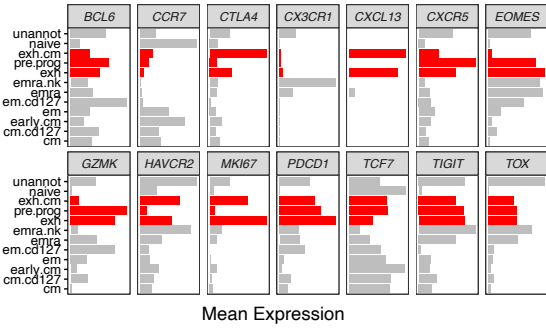 BCL6 CCR7 CTLA4 CX3CR1 CXCL13 CXCR5 EOMES
unannot
naive
exh.cm
pre.prog
exh
emra.nk
emra
em.cd127
em
early.cm
cm.cd127
cm
GZMK HAVCR2 MKI67 PDCD1 TCF7 TIGIT TOX
unannot
naive
exh.cm
pre.prog
exh
emra.nk
emra
em.cd127
em
early.cm
cm.cd127
cm
Mean Expression